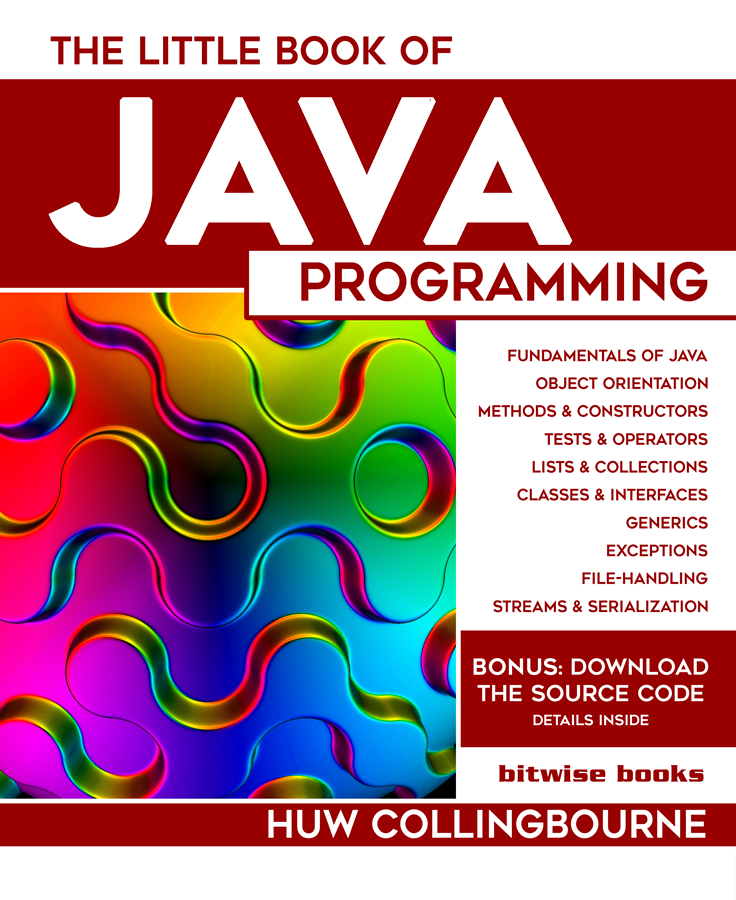 THE LITTLE BOOK OF
JAVA
PROGRAMMING
FUNDAMENTALS OF JAVA
OBJECT ORIENTATION
METHODS & CONSTRUCTORS
TESTS & OPERATORS
LISTS & COLLECTIONS
CLASSES & INTERFACES
GENERICS
EXCEPTIONS
FILE-HANDLING
STREAMS & SERIALIZATION
BONUS: DOWNLOAD
THE SOURCE CODE
DETAILS INSIDE
bitwise books
HUW COLLINGBOURNE